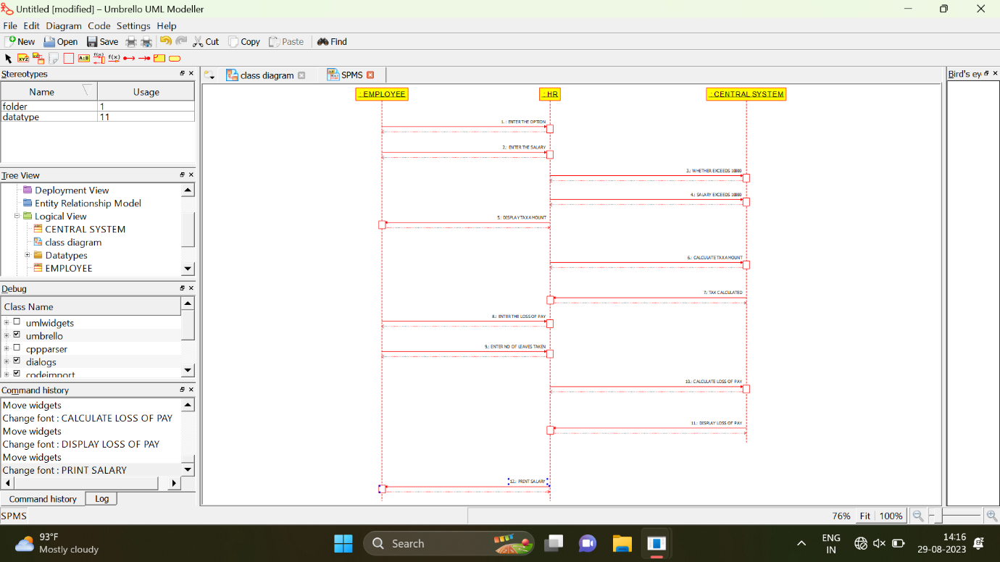 Untitled [modified] – Umbrello UML Modeller
File Edit Diagram Code Settings Help
New Open Save Cut Copy Paste Find
XYZ A:B f(x) f(x)
Stereotypes
Name Usage
folder 1
datatype 11
Tree View
Deployment View
Entity Relationship Model
Logical View
CENTRAL SYSTEM
class diagram
Datatypes
EMPLOYEE
Debug
Class Name
umlwidgets
umbrello
cppparser
dialogs
codeimport
Command history
Move widgets
Change font : CALCULATE LOSS OF PAY
Move widgets
Change font : DISPLAY LOSS OF PAY
Move widgets
Change font : PRINT SALARY
Command history Log
SPMS
class diagram SPMS
: EMPLOYEE : HR : CENTRAL SYSTEM
1. : ENTER THE OPTION
2.: ENTER THE SALARY
3.: WHETHER EXCEEDS 10000
4.: SALARY EXCEEDS 10000
5.: DISPLAY TAX AMOUNT
6.: CALCULATE TAX AMOUNT
7.: TAX CALCULATED
8.: ENTER THE LOSS OF PAY
9.: ENTER NO OF LEAVES TAKEN
10.: CALCULATE LOSS OF PAY
11.: DISPLAY LOSS OF PAY
12.: PRINT SALARY
Bird's ey
76% Fit 100%
93°F
Mostly cloudy
Search
ENG
IN
14:16
29-08-2023